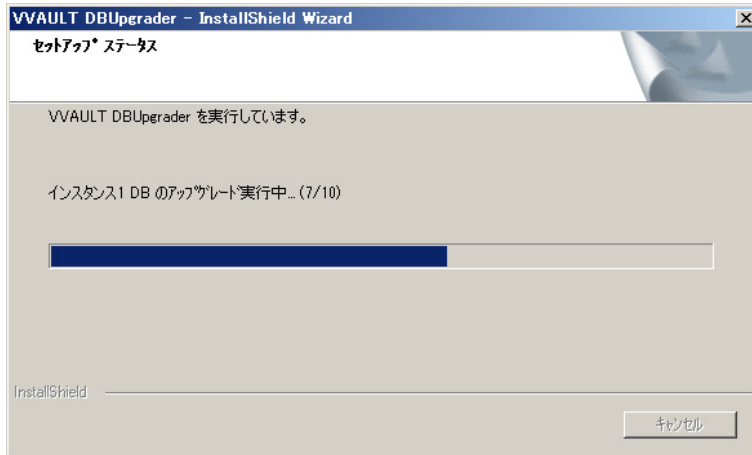 VVAULT DBUpgrader - InstallShield Wizard
セットアップ ステータス
VVAULT DBUpgrader を実行しています。
インスタンス1 DB のアップグレード実行中...(7/10)
InstallShield
キャンセル